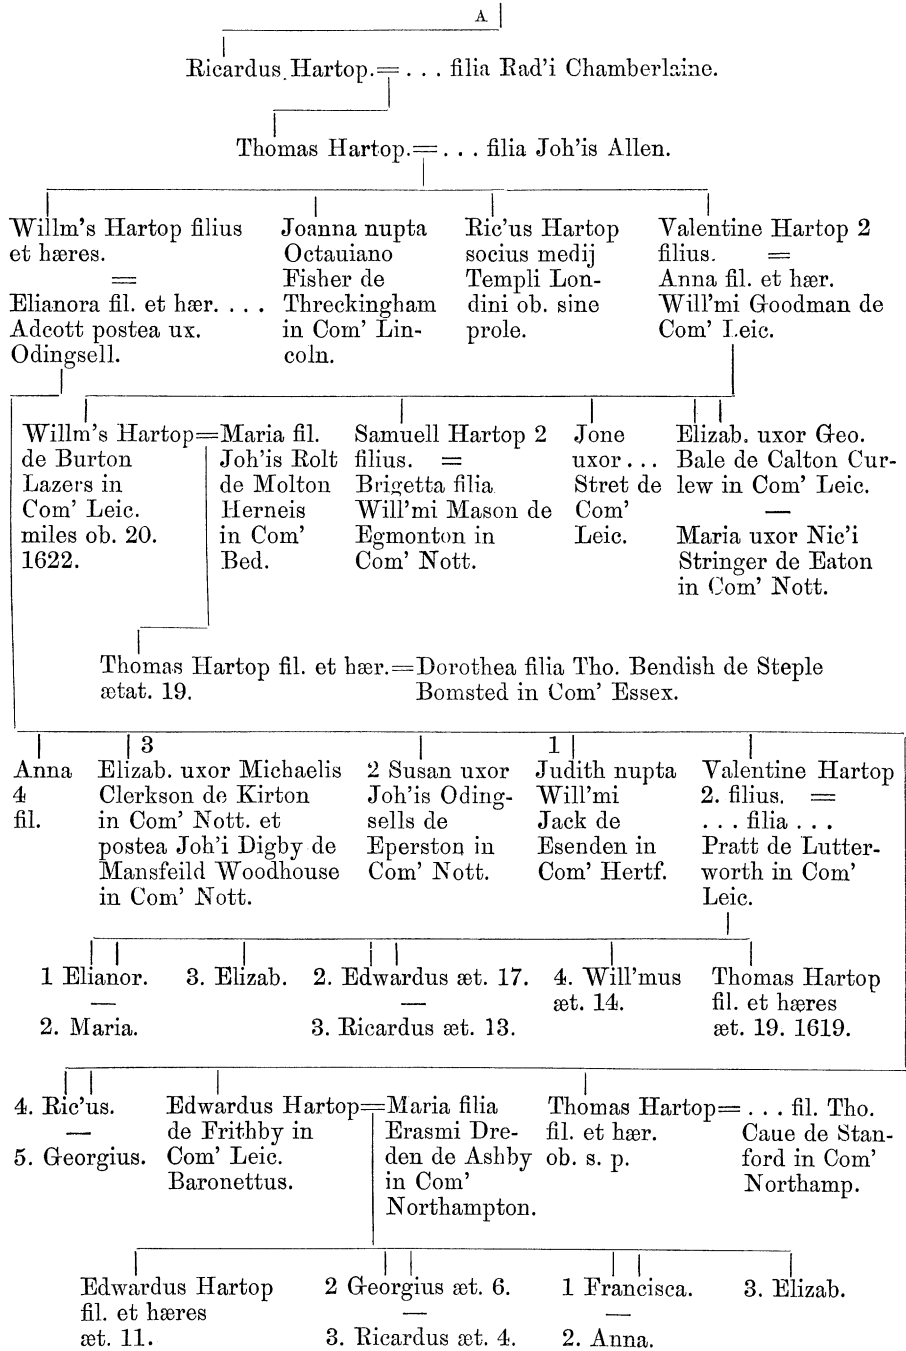 A
Ricardus Hartop.= . . . filia Rad'i Chamberlaine.
Thomas Hartop.= . . . filia Joh'is Allen.
Willm's Hartop filius
et hæres.
=
Elianora fil. et hær. . . .
Adcott postea ux.
Odingsell.
Joanna nupta
Octauiano
Fisher de
Threckingham
in Com' Lin-
coln.
Ric'us Hartop
socius medij
Templi Lon-
dini ob. sine
prole.
Valentine Hartop 2
filius. =
Anna fil. et hær.
Will'mi Goodman de
Com' Leic.
Willm's Hartop=
de Burton
Lazers in
Com' Leic.
miles ob. 20.
1622.
Maria fil.
Joh'is Rolt
de Molton
Herneis
in Com'
Bed.
Samuell Hartop 2
filius. =
Brigetta filia
Will'mi Mason de
Egmonton in
Com' Nott.
Jone
uxor . . .
Stret de
Com'
Leic.
Elizab. uxor Geo.
Bale de Calton Cur-
lew in Com' Leic.
—
Maria uxor Nic'i
Stringer de Eaton
in Com' Nott.
Thomas Hartop fil. et hær.=Dorothea filia Tho. Bendish de Steple
ætat. 19.
Bomsted in Com' Essex.
Anna
4
fil.
3
Elizab. uxor Michaelis
Clerkson de Kirton
in Com' Nott. et
postea Joh'i Digby de
Mansfeild Woodhouse
in Com' Nott.
2 Susan uxor
Joh'is Oding-
sells de
Eperston in
Com' Nott.
1
Judith nupta
Will'mi
Jack de
Esenden in
Com' Hertf.
Valentine Hartop
2. filius. =
. . . filia . . .
Pratt de Lutter-
worth in Com'
Leic.
1 Elianor.
—
2. Maria.
3. Elizab.
2. Edwardus æt. 17.
—
3. Ricardus æt. 13.
4. Will'mus
æt. 14.
Thomas Hartop
fil. et hæres
æt. 19. 1619.
4. Ric'us.
—
5. Georgius.
Edwardus Hartop=
de Frithby in
Com' Leic.
Baronettus.
Maria filia
Erasmi Dre-
den de Ashby
in Com'
Northampton.
Thomas Hartop=
fil. et hær.
ob. s. p.
. . . fil. Tho.
Caue de Stan-
ford in Com'
Northamp.
Edwardus Hartop
fil. et hæres
æt. 11.
2 Georgius æt. 6.
—
3. Ricardus æt. 4.
1 Francisca.
—
2. Anna.
3. Elizab.